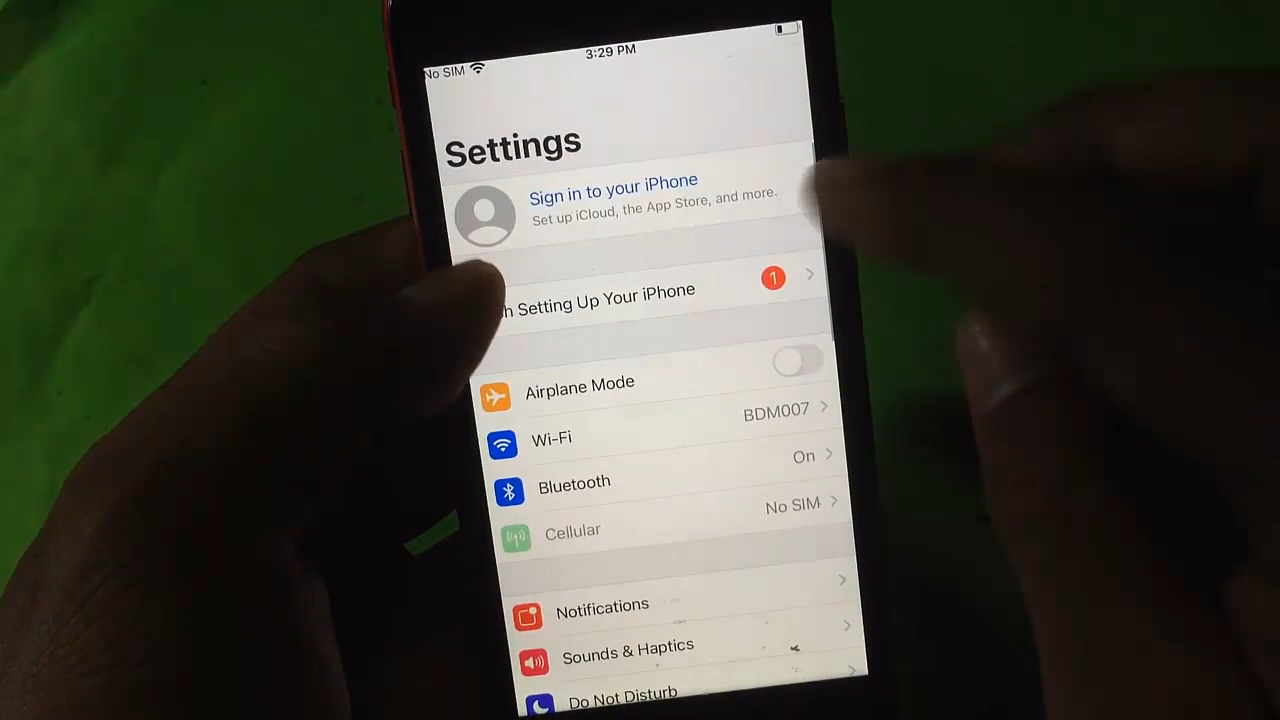 No SIM
3:29 PM
Settings
Sign in to your iPhone
Set up iCloud, the App Store, and more.
Setting Up Your iPhone
1
Airplane Mode
Wi-Fi
BDM007
Bluetooth
On
Cellular
No SIM
Notifications
Sounds & Haptics
Do Not Disturb